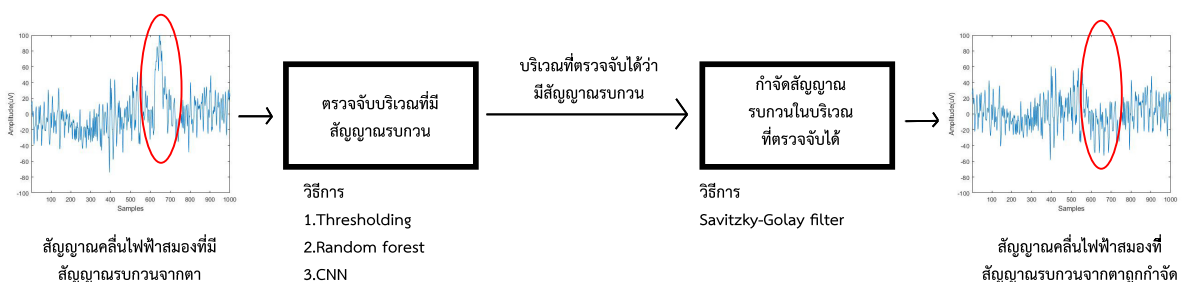 100
80
60
40
20
0
-20
-40
-60
-80
-100
Amplitude(uV)
100 200 300 400 500 600 700 800 900 1000
Samples
สัญญาณคลื่นไฟฟ้าสมองที่มี
สัญญาณรบกวนจากตา
ตรวจจับบริเวณที่มี
สัญญาณรบกวน
วิธีการ
1.Thresholding
2.Random forest
3.CNN
บริเวณที่ตรวจจับได้ว่า
มีสัญญาณรบกวน
กำจัดสัญญาณ
รบกวนในบริเวณ
ที่ตรวจจับได้
วิธีการ
Savitzky-Golay filter
100
80
60
40
20
0
-20
-40
-60
-80
-100
Amplitude(uV)
100 200 300 400 500 600 700 800 900 1000
Samples
สัญญาณคลื่นไฟฟ้าสมองที่
สัญญาณรบกวนจากตาถูกกำจัด